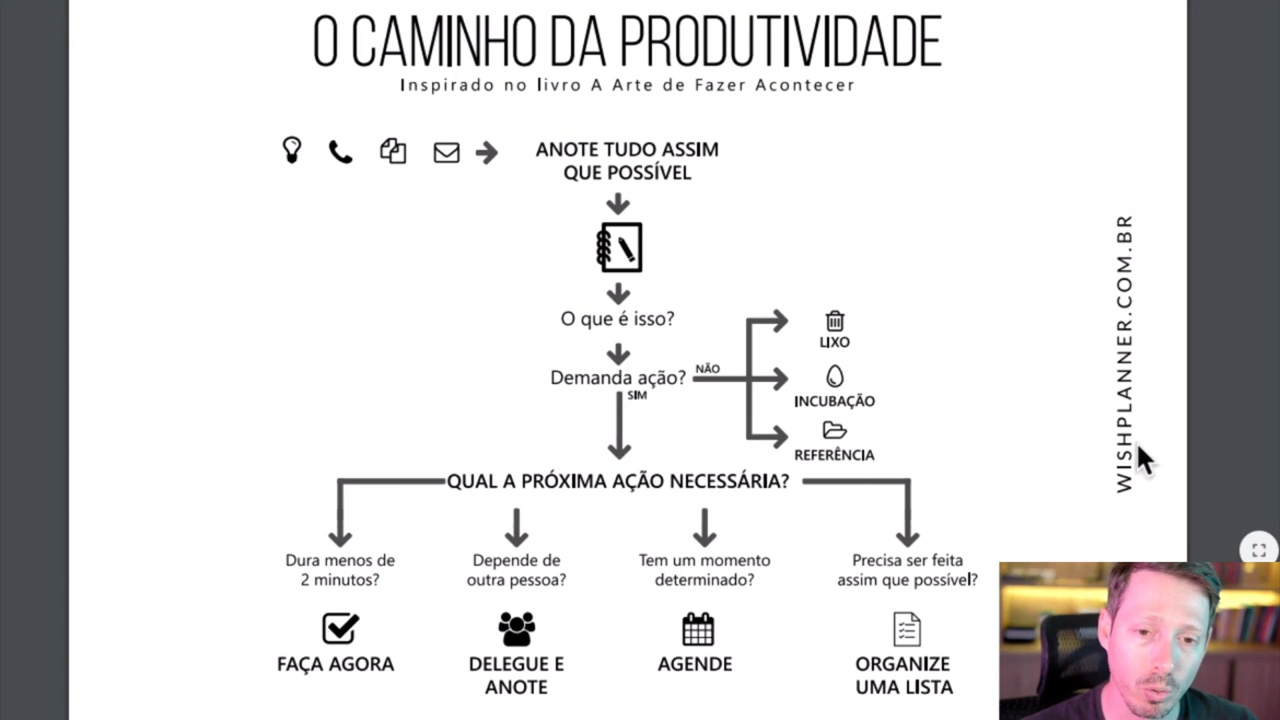 O CAMINHO DA PRODUTIVIDADE
Inspirado no livro A Arte de Fazer Acontecer
ANOTE TUDO ASSIM
QUE POSSÍVEL
O que é isso?
Demanda ação?
NÃO
SIM
LIXO
INCUBAÇÃO
REFERÊNCIA
QUAL A PRÓXIMA AÇÃO NECESSÁRIA?
Dura menos de
2 minutos?
FAÇA AGORA
Depende de
outra pessoa?
DELEGUE E
ANOTE
Tem um momento
determinado?
AGENDE
Precisa ser feita
assim que possível?
ORGANIZE
UMA LISTA
WISHPLANNER.COM.BR